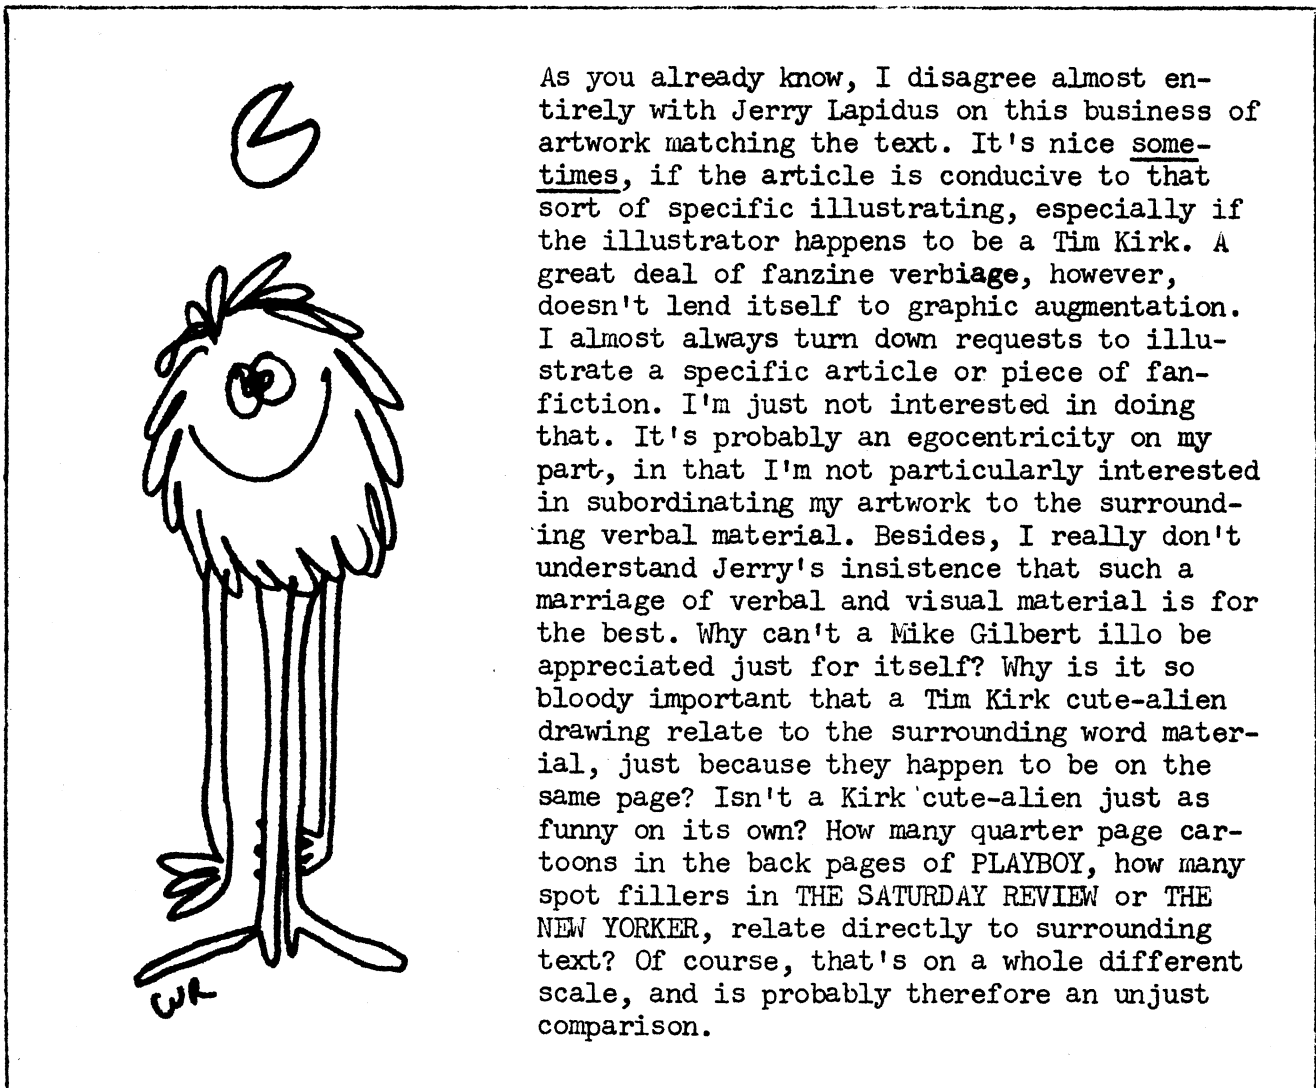 As you already know, I disagree almost en-
tirely with Jerry Lapidus on this business of
artwork matching the text. It's nice some-
times, if the article is conducive to that
sort of specific illustrating, especially if
the illustrator happens to be a Tim Kirk. A
great deal of fanzine verbiage, however,
doesn't lend itself to graphic augmentation.
I almost always turn down requests to illu-
strate a specific article or piece of fan-
fiction. I'm just not interested in doing
that. It's probably an egocentricity on my
part, in that I'm not particularly interested
in subordinating my artwork to the surround-
ing verbal material. Besides, I really don't
understand Jerry's insistence that such a
marriage of verbal and visual material is for
the best. Why can't a Mike Gilbert illo be
appreciated just for itself? Why is it so
bloody important that a Tim Kirk cute-alien
drawing relate to the surrounding word mater-
ial, just because they happen to be on the
same page? Isn't a Kirk cute-alien just as
funny on its own? How many quarter page car-
toons in the back pages of PLAYBOY, how many
spot fillers in THE SATURDAY REVIEW or THE
NEW YORKER, relate directly to surrounding
text? Of course, that's on a whole different
scale, and is probably therefore an unjust
comparison.
WR